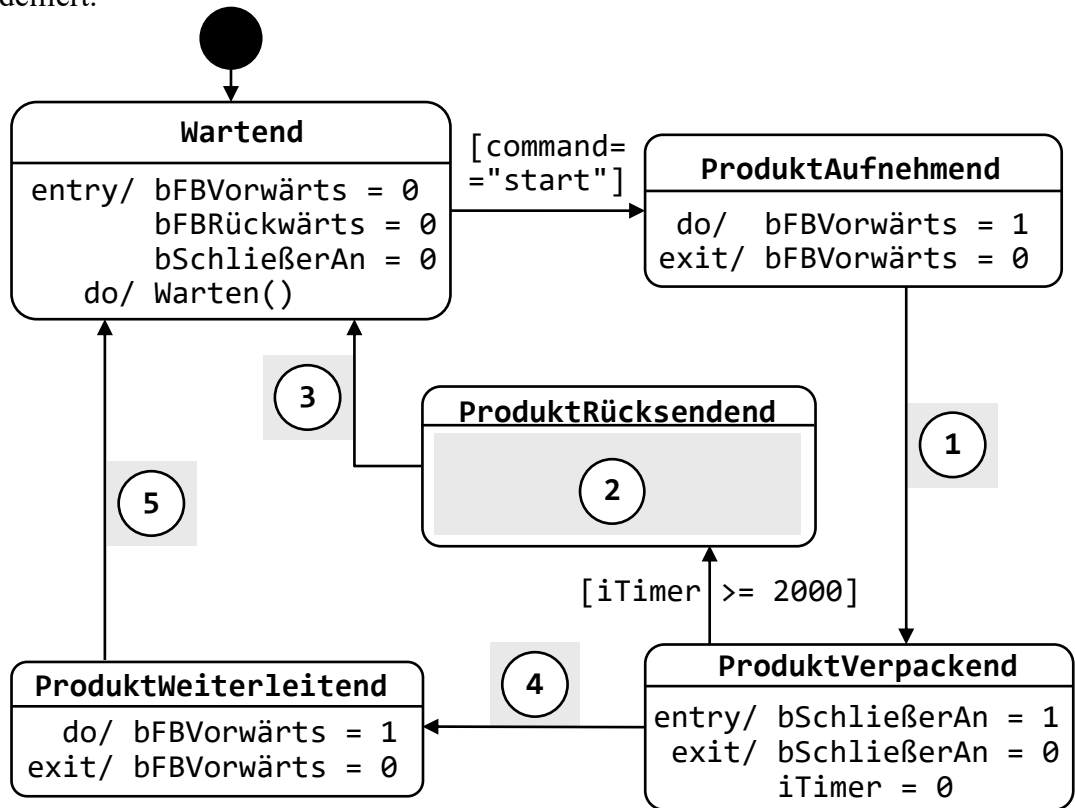 definiert.
Wartend
entry/ bFBVorwärts = 0
bFBRückwärts = 0
bSchließerAn = 0
do/ Warten()
[command=
="start"]
ProduktAufnehmend
do/ bFBVorwärts = 1
exit/ bFBVorwärts = 0
3
ProduktRücksendend
2
1
5
[iTimer >= 2000]
ProduktWeiterleitend
do/ bFBVorwärts = 1
exit/ bFBVorwärts = 0
4
ProduktVerpackend
entry/ bSchließerAn = 1
exit/ bSchließerAn = 0
iTimer = 0